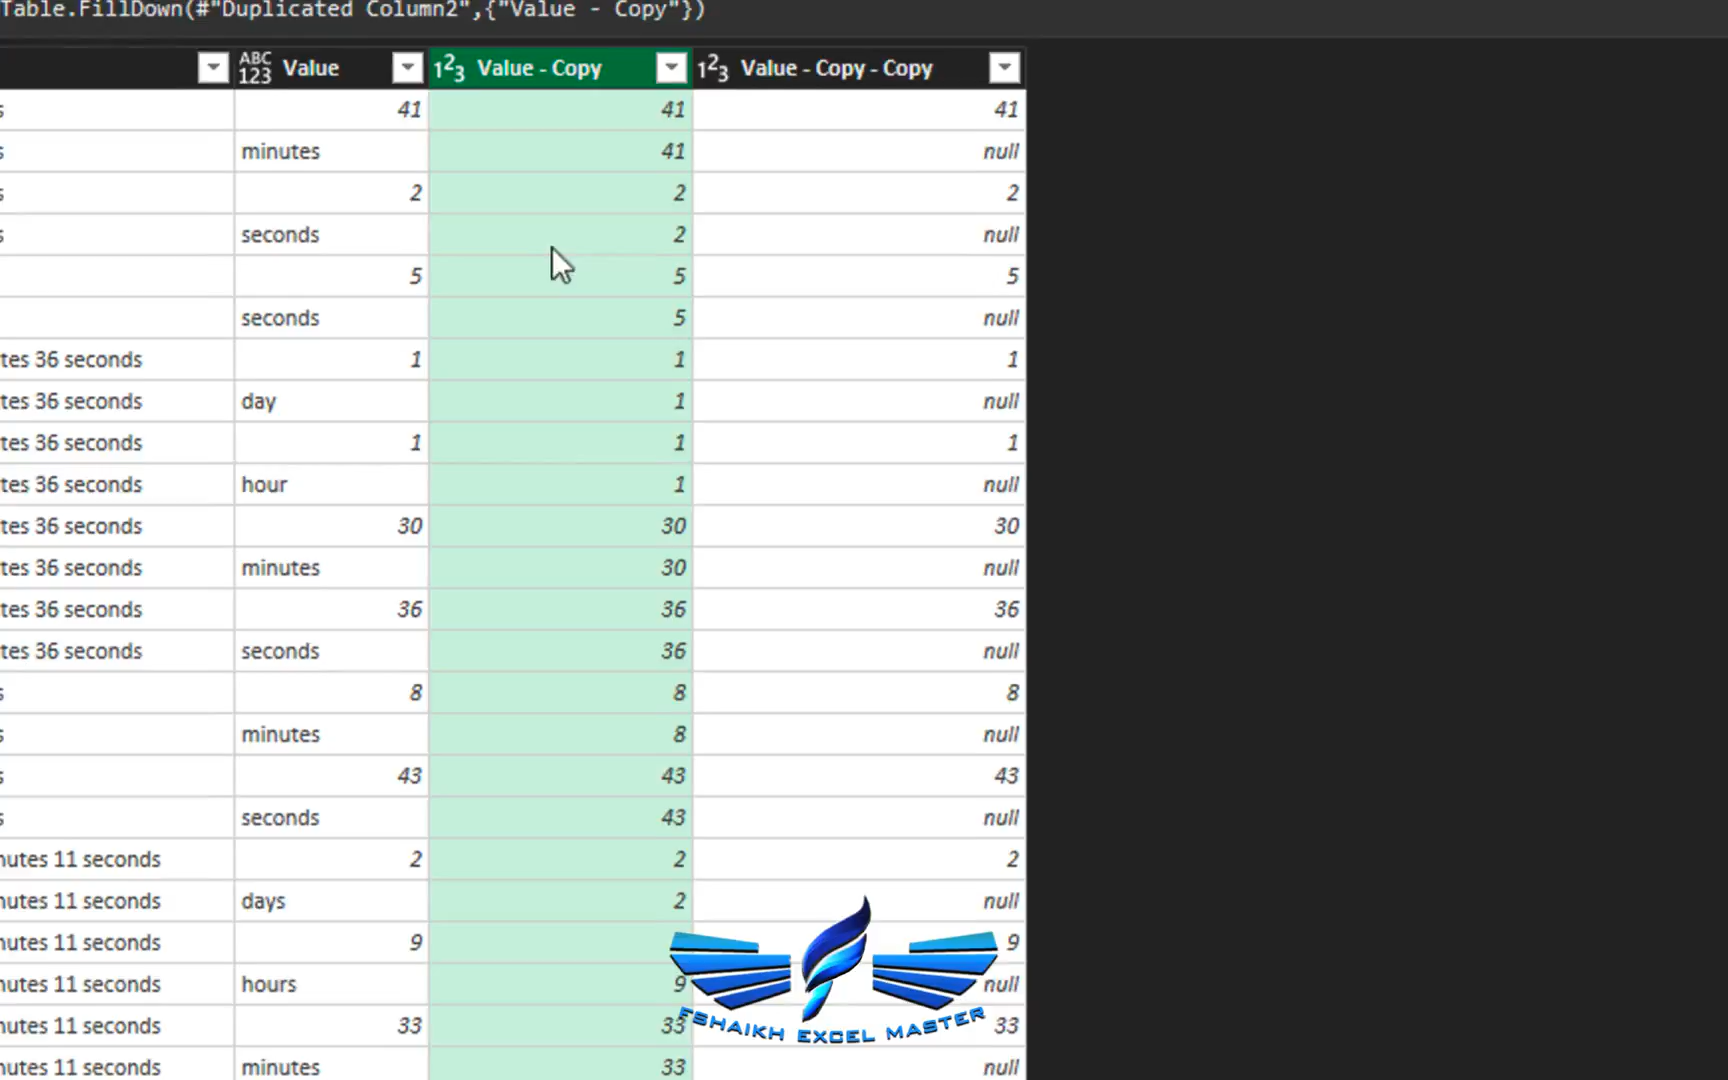 Table.FillDown(#"Duplicated Column2",{"Value - Copy"})
ABC 123 Value 123 Value - Copy 123 Value - Copy - Copy
s 41 41 41
s minutes 41 null
s 2 2 2
s seconds 2 null
5 5 5
seconds 5 null
tes 36 seconds 1 1 1
tes 36 seconds day 1 null
tes 36 seconds 1 1 1
tes 36 seconds hour 1 null
tes 36 seconds 30 30 30
tes 36 seconds minutes 30 null
tes 36 seconds 36 36 36
tes 36 seconds seconds 36 null
s 8 8 8
s minutes 8 null
s 43 43 43
s seconds 43 null
nutes 11 seconds 2 2 2
nutes 11 seconds days 2 null
nutes 11 seconds 9 9
nutes 11 seconds hours 9 null
nutes 11 seconds 33 33 33
nutes 11 seconds minutes 33 null
FSHAIKH EXCEL MASTER